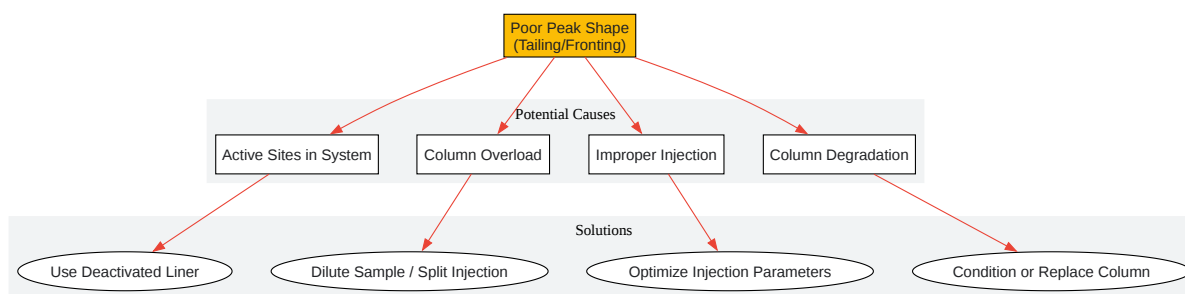 Poor Peak Shape
(Tailing/Fronting)
Potential Causes
Active Sites in System
Column Overload
Improper Injection
Column Degradation
Solutions
Use Deactivated Liner
Dilute Sample / Split Injection
Optimize Injection Parameters
Condition or Replace Column